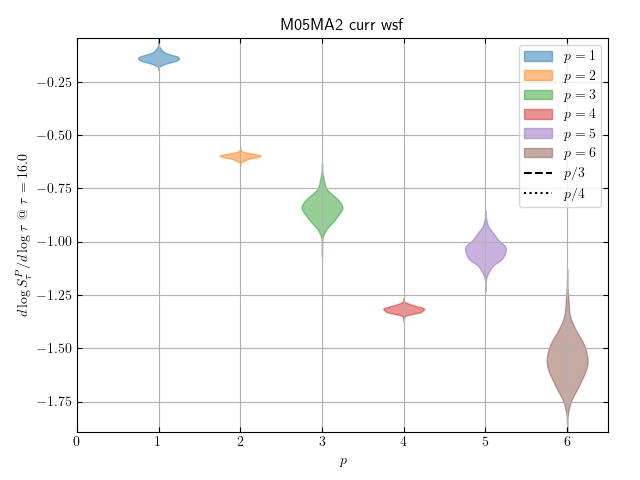 M05MA2 curr wsf
d log S_τ^P / d log τ @ τ = 16.0
−0.25
−0.50
−0.75
−1.00
−1.25
−1.50
−1.75
0 1 2 3 4 5 6
p
p = 1
p = 2
p = 3
p = 4
p = 5
p = 6
p/3
p/4